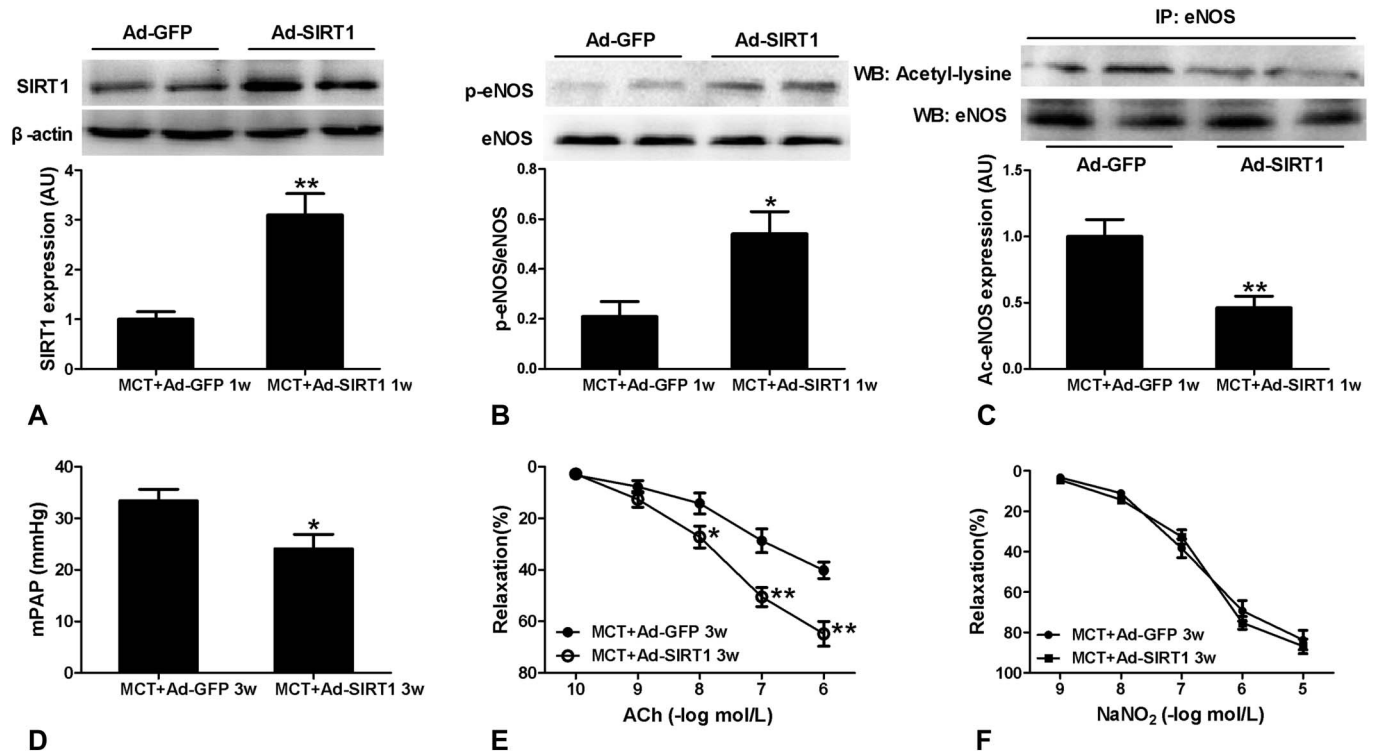 Ad-GFP Ad-SIRT1
SIRT1
β-actin
SIRT1 expression (AU)
4
3
2
1
0
**
MCT+Ad-GFP 1w MCT+Ad-SIRT1 1w
A
Ad-GFP Ad-SIRT1
p-eNOS
eNOS
p-eNOS/eNOS
0.8
0.6
0.4
0.2
0.0
*
MCT+Ad-GFP 1w MCT+Ad-SIRT1 1w
B
IP: eNOS
WB: Acetyl-lysine
WB: eNOS
Ad-GFP Ad-SIRT1
Ac-eNOS expression (AU)
1.5
1.0
0.5
0.0
**
MCT+Ad-GFP 1w MCT+Ad-SIRT1 1w
C
mPAP (mmHg)
40
30
20
10
0
*
MCT+Ad-GFP 3w MCT+Ad-SIRT1 3w
D
Relaxation(%)
0
20
40
60
80
*
**
**
MCT+Ad-GFP 3w
MCT+Ad-SIRT1 3w
10 9 8 7 6
ACh (-log mol/L)
E
Relaxation(%)
0
20
40
60
80
100
MCT+Ad-GFP 3w
MCT+Ad-SIRT1 3w
9 8 7 6 5
NaNO₂ (-log mol/L)
F